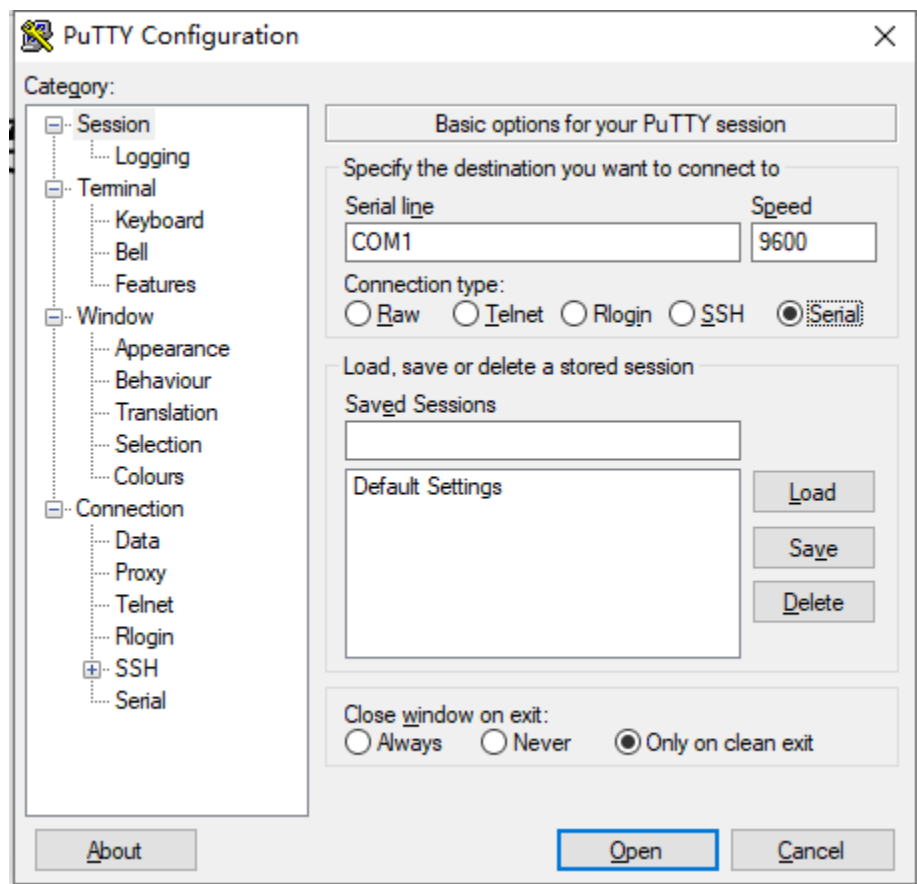 PuTTY Configuration
Category:
Session
Logging
Terminal
Keyboard
Bell
Features
Window
Appearance
Behaviour
Translation
Selection
Colours
Connection
Data
Proxy
Telnet
Rlogin
SSH
Serial
Basic options for your PuTTY session
Specify the destination you want to connect to
Serial line Speed
COM1 9600
Connection type:
Raw Telnet Rlogin SSH Serial
Load, save or delete a stored session
Saved Sessions
Default Settings
Load
Save
Delete
Close window on exit:
Always Never Only on clean exit
About Open Cancel